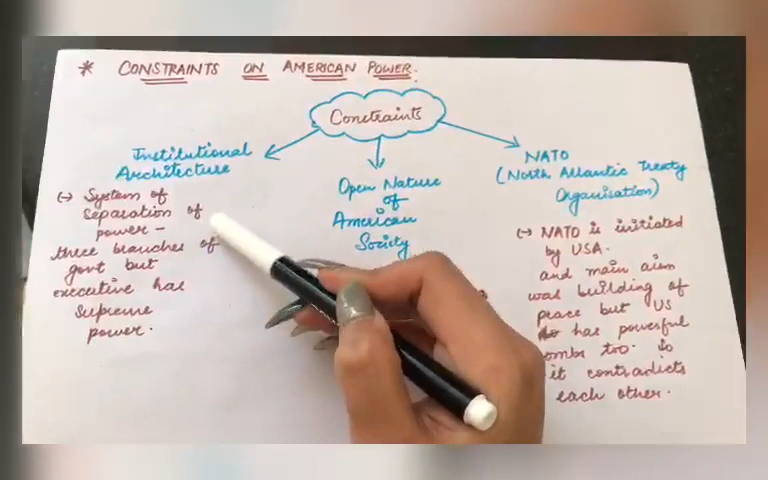 * CONSTRAINTS ON AMERICAN POWER:
Constraints
Institutional
Architecture
(→) System of
separation of
power -
three branches of
govt but
executive has
Supreme
power.
Open Nature
of
American
Society
NATO
(North Atlantic Treaty
Organisation)
(→) NATO is initiated
by USA.
and main aim
was building of
peace but US
has powerful
too. so
it contradicts
each other.